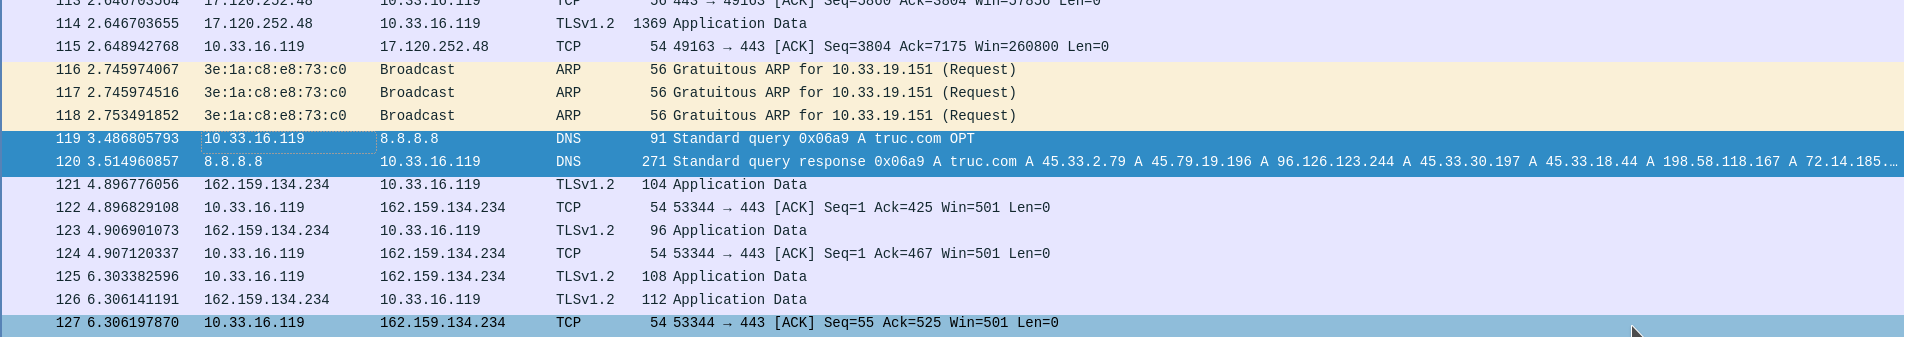 113 2.646703564 17.120.252.48 10.33.16.119 TCP 56 443 → 49163 [ACK] Seq=5860 Ack=3804 Win=57856 Len=0
114 2.646703655 17.120.252.48 10.33.16.119 TLSv1.2 1369 Application Data
115 2.648942768 10.33.16.119 17.120.252.48 TCP 54 49163 → 443 [ACK] Seq=3804 Ack=7175 Win=260800 Len=0
116 2.745974067 3e:1a:c8:e8:73:c0 Broadcast ARP 56 Gratuitous ARP for 10.33.19.151 (Request)
117 2.745974516 3e:1a:c8:e8:73:c0 Broadcast ARP 56 Gratuitous ARP for 10.33.19.151 (Request)
118 2.753491852 3e:1a:c8:e8:73:c0 Broadcast ARP 56 Gratuitous ARP for 10.33.19.151 (Request)
119 3.486805793 10.33.16.119 8.8.8.8 DNS 91 Standard query 0x06a9 A truc.com OPT
120 3.514960857 8.8.8.8 10.33.16.119 DNS 271 Standard query response 0x06a9 A truc.com A 45.33.2.79 A 45.79.19.196 A 96.126.123.244 A 45.33.30.197 A 45.33.18.44 A 198.58.118.167 A 72.14.185.…
121 4.896776056 162.159.134.234 10.33.16.119 TLSv1.2 104 Application Data
122 4.896829108 10.33.16.119 162.159.134.234 TCP 54 53344 → 443 [ACK] Seq=1 Ack=425 Win=501 Len=0
123 4.906901073 162.159.134.234 10.33.16.119 TLSv1.2 96 Application Data
124 4.907120337 10.33.16.119 162.159.134.234 TCP 54 53344 → 443 [ACK] Seq=1 Ack=467 Win=501 Len=0
125 6.303382596 10.33.16.119 162.159.134.234 TLSv1.2 108 Application Data
126 6.306141191 162.159.134.234 10.33.16.119 TLSv1.2 112 Application Data
127 6.306197870 10.33.16.119 162.159.134.234 TCP 54 53344 → 443 [ACK] Seq=55 Ack=525 Win=501 Len=0